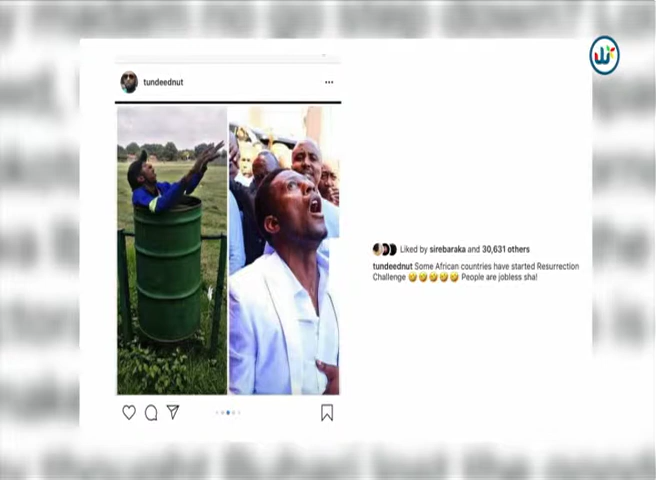 tundeednut
Liked by sirebaraka and 30,631 others
tundeednut Some African countries have started Resurrection
Challenge 🤣🤣🤣🤣🤣 People are jobless sha!